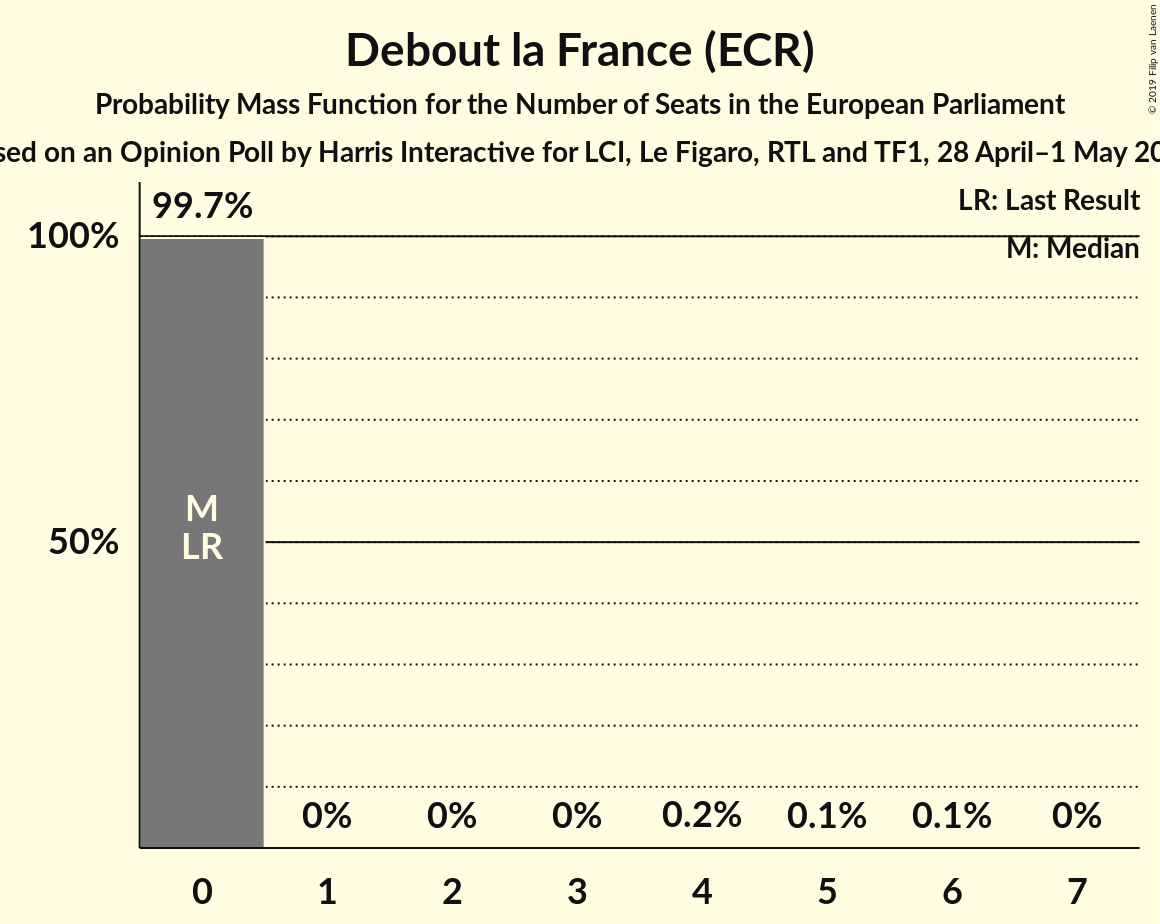 Debout la France (ECR)
Probability Mass Function for the Number of Seats in the European Parliament
on an Opinion Poll by Harris Interactive for LCI, Le Figaro, RTL and TF1, 28 April–1 May
© 2019 Filip van Laenen
LR: Last Result
M: Median
99.7%
100%
50%
M
LR
0% 0% 0% 0.2% 0.1% 0.1% 0%
0 1 2 3 4 5 6 7